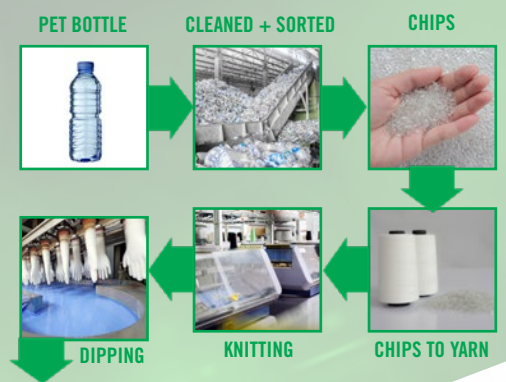 PET BOTTLE
CLEANED + SORTED
CHIPS
CHIPS TO YARN
KNITTING
DIPPING